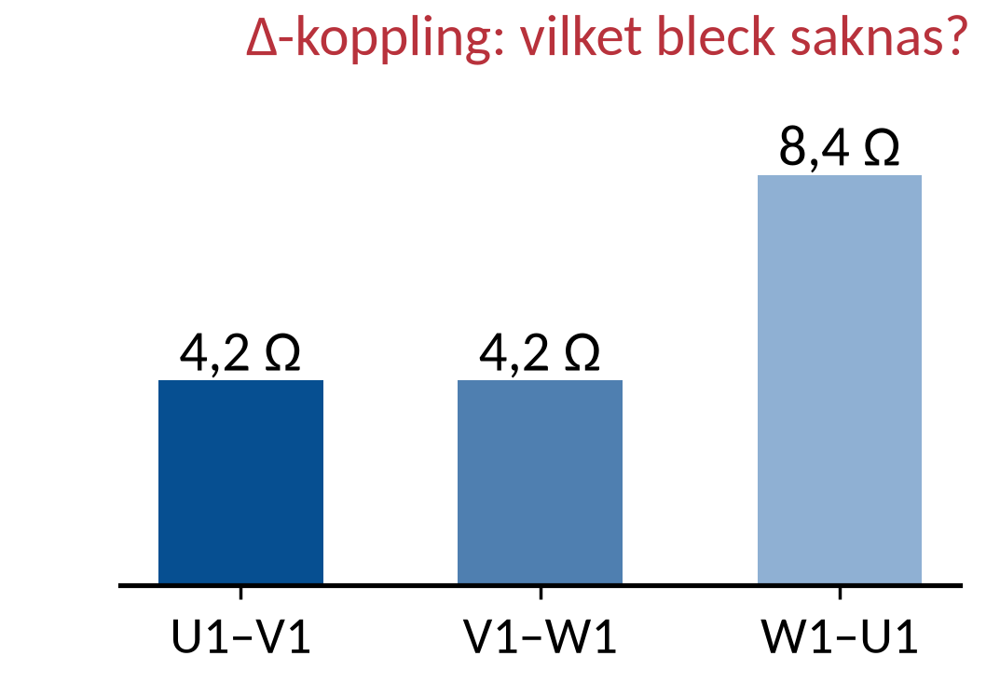 Δ-koppling: vilket bleck saknas?
8,4 Ω
4,2 Ω 4,2 Ω
U1–V1 V1–W1 W1–U1